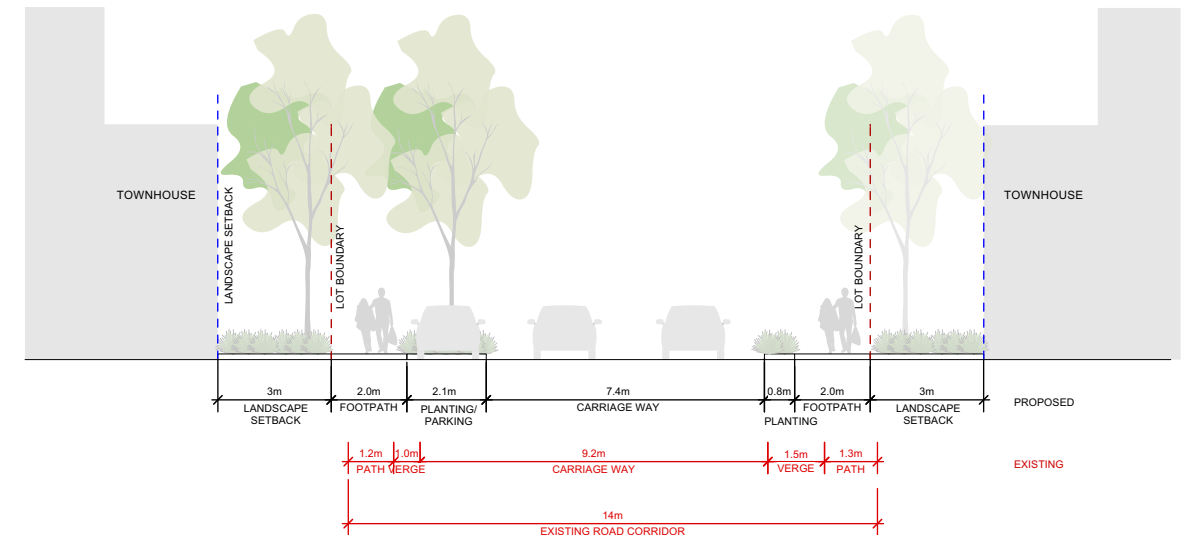 TOWNHOUSE
LANDSCAPE SETBACK
LOT BOUNDARY
LOT BOUNDARY
TOWNHOUSE
3m
2.0m
2.1m
7.4m
0.8m
2.0m
3m
PROPOSED
LANDSCAPE
SETBACK
FOOTPATH
PLANTING/
PARKING
CARRIAGE WAY
PLANTING
FOOTPATH
LANDSCAPE
SETBACK
1.2m
1.0m
9.2m
1.5m
1.3m
EXISTING
PATH
VERGE
CARRIAGE WAY
VERGE
PATH
14m
EXISTING ROAD CORRIDOR